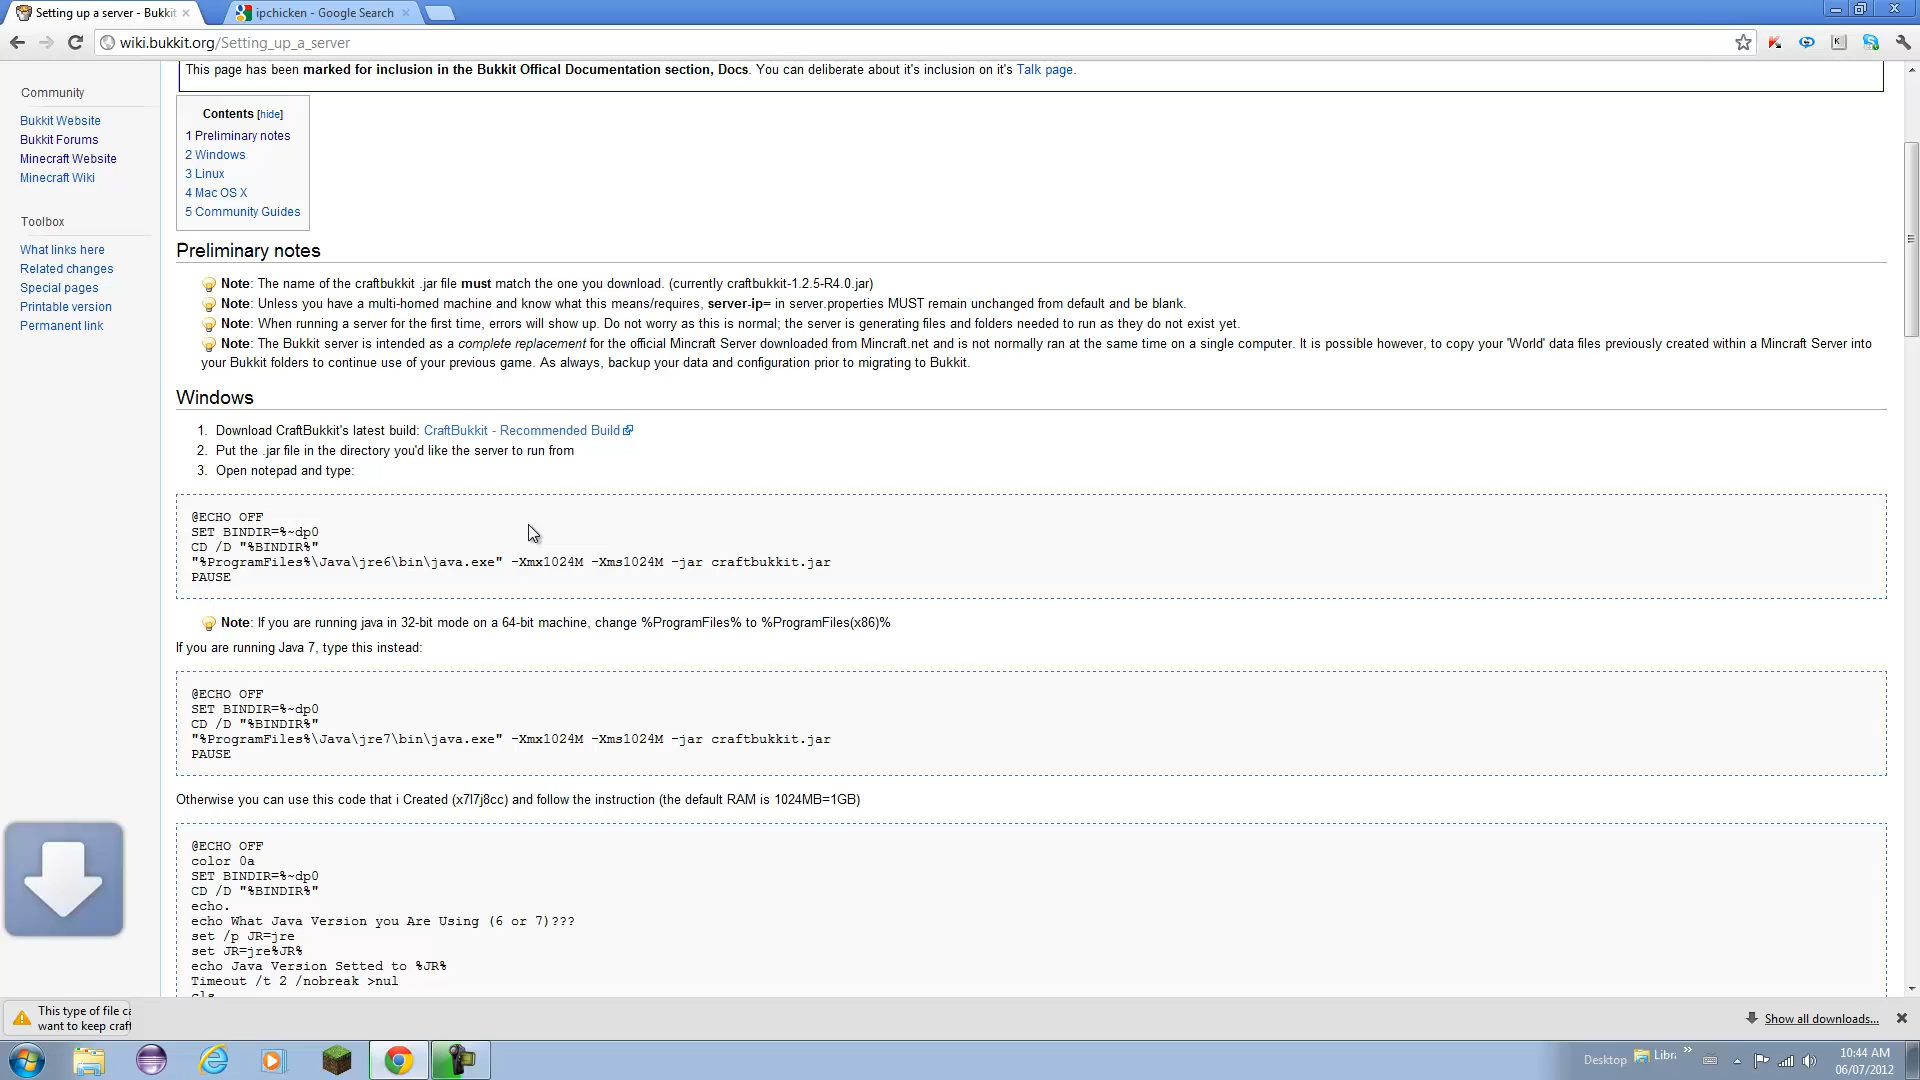 Setting up a server - Bukkit
ipchicken - Google Search
wiki.bukkit.org/Setting_up_a_server
This page has been marked for inclusion in the Bukkit Offical Documentation section, Docs. You can deliberate about it's inclusion on it's Talk page.
Community
Bukkit Website
Bukkit Forums
Minecraft Website
Minecraft Wiki
Toolbox
What links here
Related changes
Special pages
Printable version
Permanent link
Contents [hide]
1 Preliminary notes
2 Windows
3 Linux
4 Mac OS X
5 Community Guides
Preliminary notes
Note: The name of the craftbukkit .jar file must match the one you download. (currently craftbukkit-1.2.5-R4.0.jar)
Note: Unless you have a multi-homed machine and know what this means/requires, server-ip= in server.properties MUST remain unchanged from default and be blank.
Note: When running a server for the first time, errors will show up. Do not worry as this is normal; the server is generating files and folders needed to run as they do not exist yet.
Note: The Bukkit server is intended as a complete replacement for the official Mincraft Server downloaded from Mincraft.net and is not normally ran at the same time on a single computer. It is possible however, to copy your 'World' data files previously created within a Mincraft Server into
your Bukkit folders to continue use of your previous game. As always, backup your data and configuration prior to migrating to Bukkit.
Windows
1. Download CraftBukkit's latest build: CraftBukkit - Recommended Build
2. Put the .jar file in the directory you'd like the server to run from
3. Open notepad and type:
@ECHO OFF
SET BINDIR=%~dp0
CD /D "%BINDIR%"
"%ProgramFiles%\Java\jre6\bin\java.exe" -Xmx1024M -Xms1024M -jar craftbukkit.jar
PAUSE
Note: If you are running java in 32-bit mode on a 64-bit machine, change %ProgramFiles% to %ProgramFiles(x86)%
If you are running Java 7, type this instead:
@ECHO OFF
SET BINDIR=%~dp0
CD /D "%BINDIR%"
"%ProgramFiles%\Java\jre7\bin\java.exe" -Xmx1024M -Xms1024M -jar craftbukkit.jar
PAUSE
Otherwise you can use this code that i Created (x7l7j8cc) and follow the instruction (the default RAM is 1024MB=1GB)
@ECHO OFF
color 0a
SET BINDIR=%~dp0
CD /D "%BINDIR%"
echo.
echo What Java Version you Are Using (6 or 7)???
set /p JR=jre
set JR=jre%JR%
echo Java Version Setted to %JR%
Timeout /t 2 /nobreak >nul
cls
This type of file ca
want to keep craft
Show all downloads...
Desktop
Libra
10:44 AM
06/07/2012